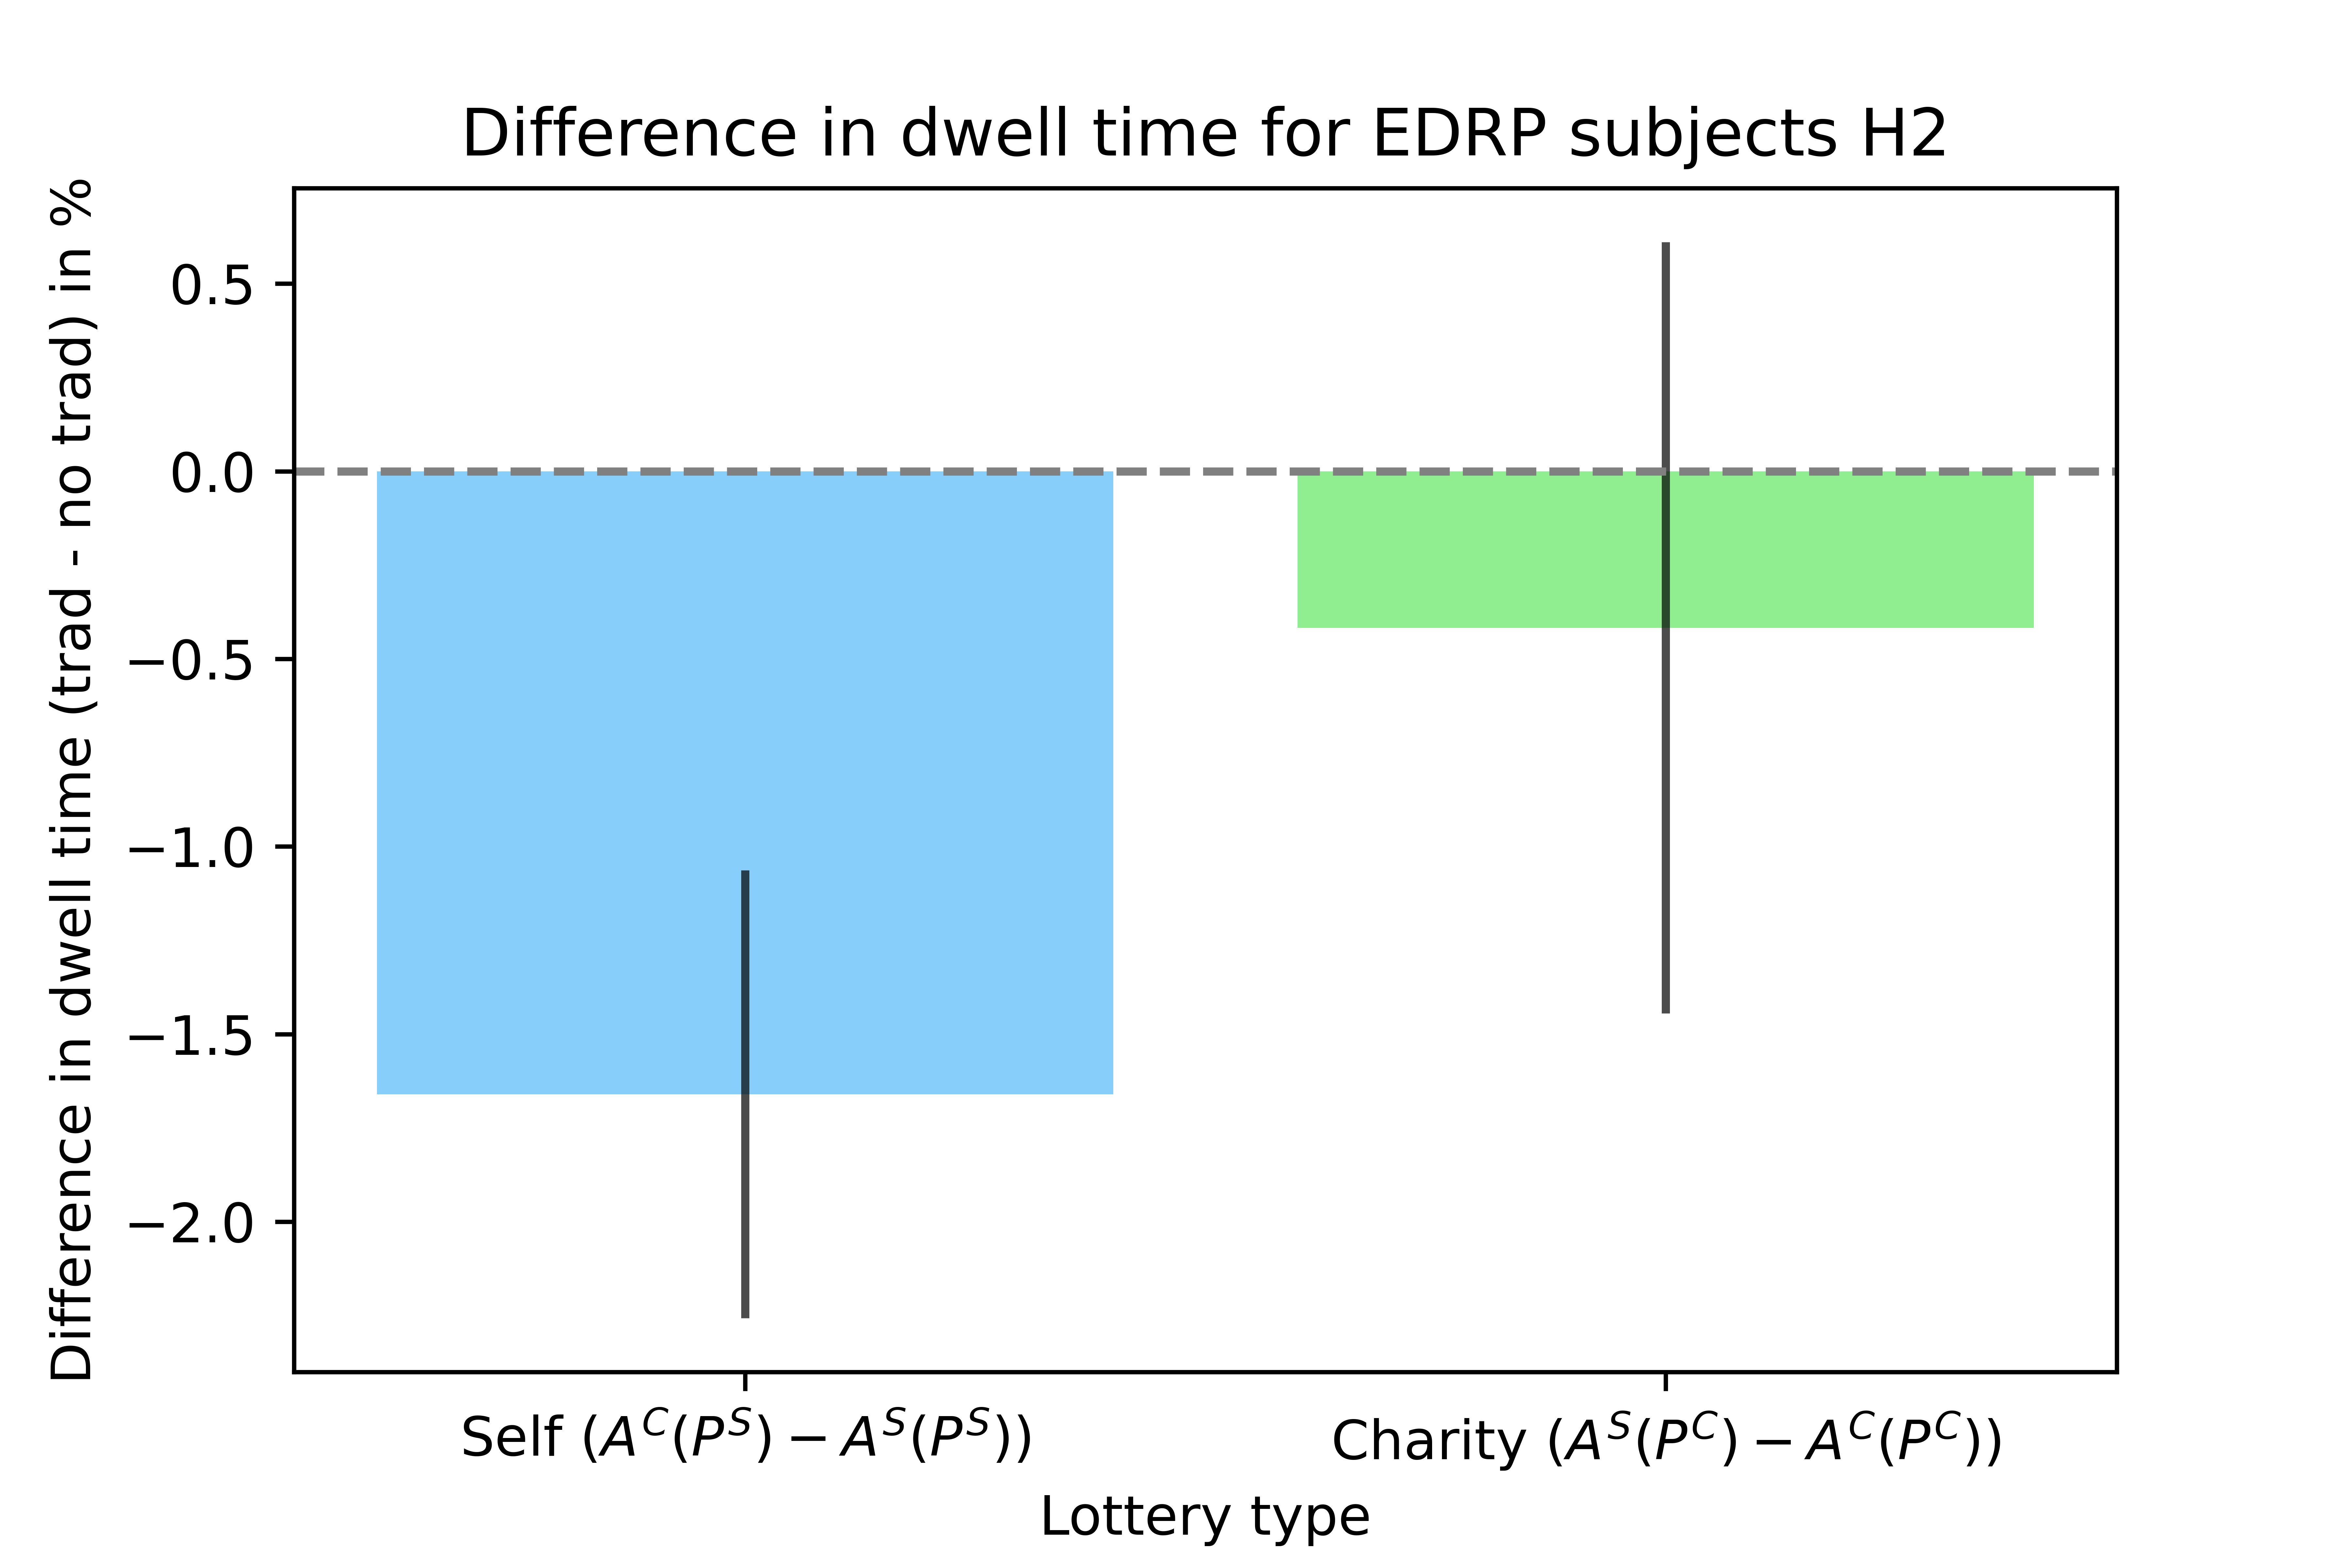 Difference in dwell time for EDRP subjects H2
Difference in dwell time (trad - no trad) in %
0.5
0.0
−0.5
−1.0
−1.5
−2.0
Self (A^C(P^S) − A^S(P^S))
Charity (A^S(P^C) − A^C(P^C))
Lottery type